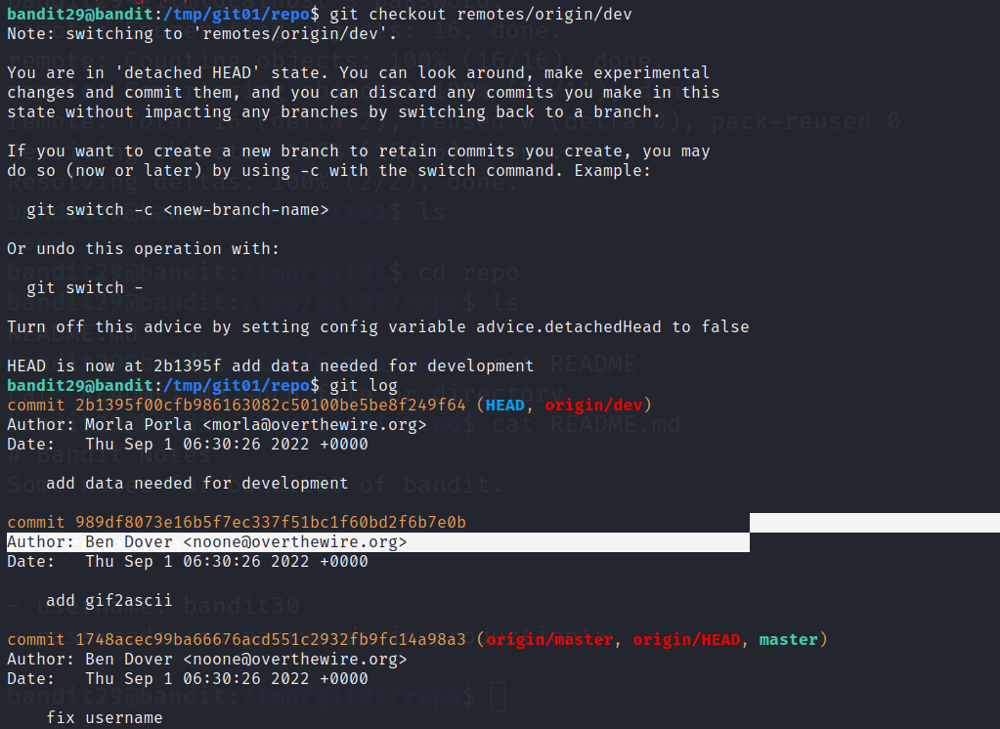 bandit29@bandit:/tmp/git01/repo$ git checkout remotes/origin/dev
Note: switching to 'remotes/origin/dev'.
You are in 'detached HEAD' state. You can look around, make experimental
changes and commit them, and you can discard any commits you make in this
state without impacting any branches by switching back to a branch.
If you want to create a new branch to retain commits you create, you may
do so (now or later) by using -c with the switch command. Example:
git switch -c <new-branch-name>
Or undo this operation with:
git switch -
Turn off this advice by setting config variable advice.detachedHead to false
HEAD is now at 2b1395f add data needed for development
bandit29@bandit:/tmp/git01/repo$ git log
commit 2b1395f00cfb986163082c50100be5be8f249f64 (HEAD, origin/dev)
Author: Morla Porla <morla@overthewire.org>
Date:   Thu Sep 1 06:30:26 2022 +0000
add data needed for development
commit 989df8073e16b5f7ec337f51bc1f60bd2f6b7e0b
Author: Ben Dover <noone@overthewire.org>
Date:   Thu Sep 1 06:30:26 2022 +0000
add gif2ascii
commit 1748acec99ba66676acd551c2932fb9fc14a98a3 (origin/master, origin/HEAD, master)
Author: Ben Dover <noone@overthewire.org>
Date:   Thu Sep 1 06:30:26 2022 +0000
fix username